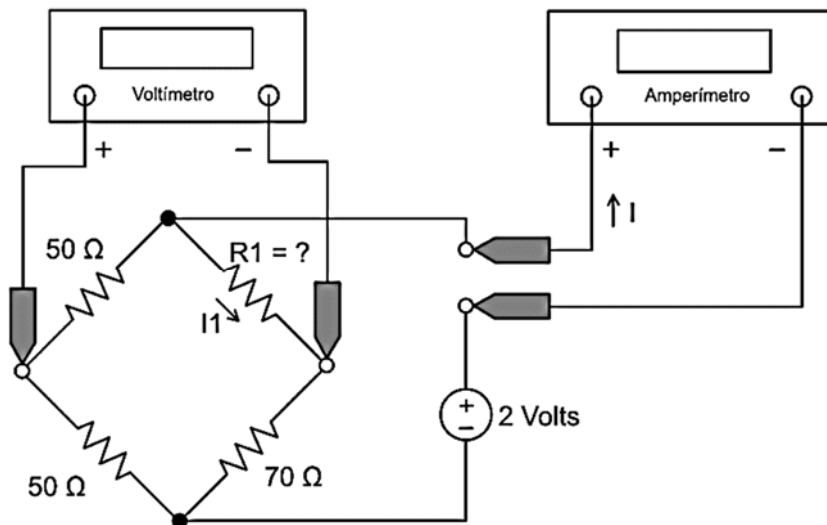 Voltímetro
Amperímetro
+ −
+ −
I
50 Ω
R1 = ?
I1
+
−
2 Volts
50 Ω
70 Ω